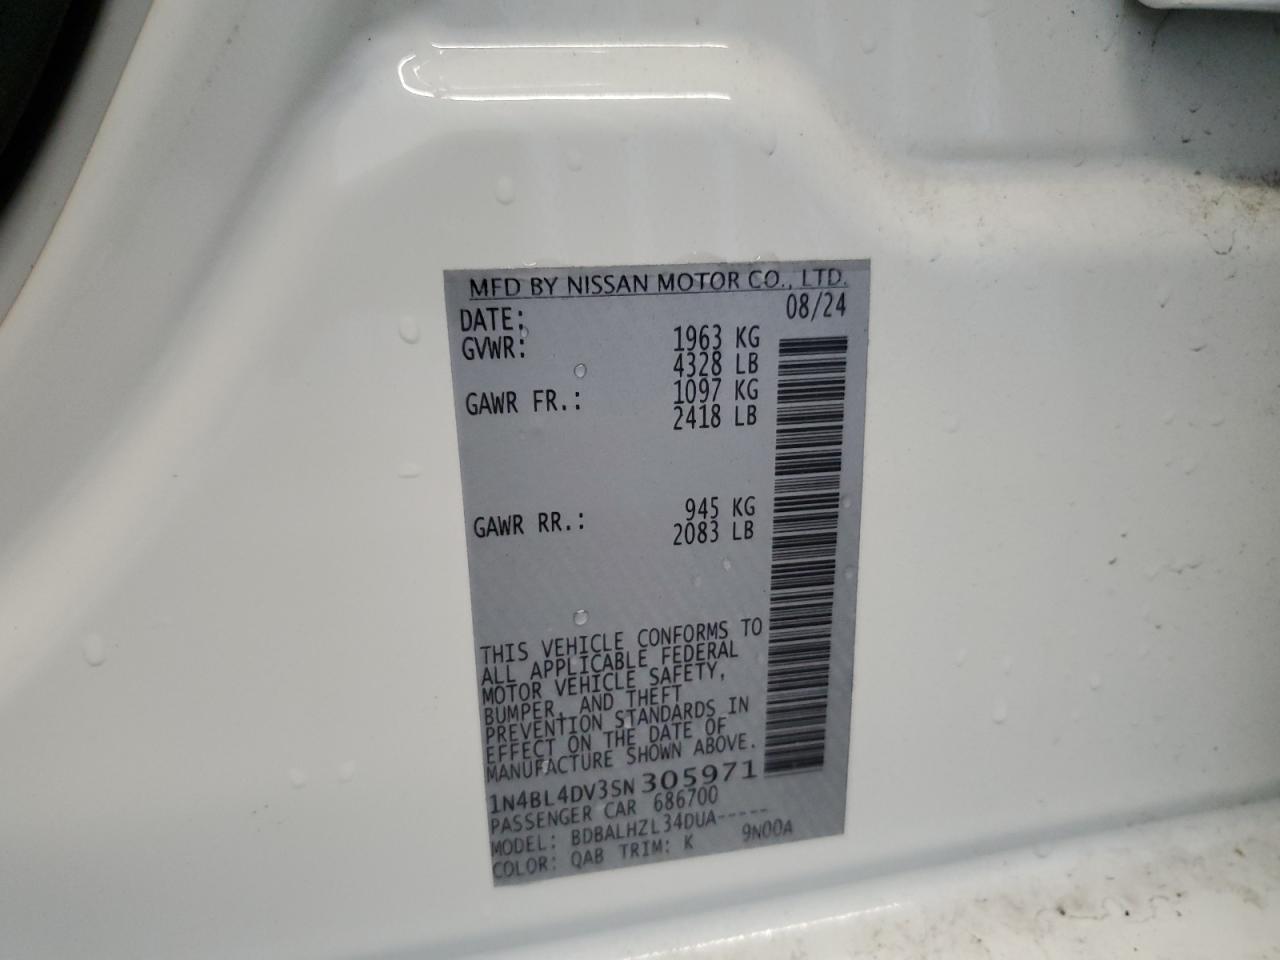 MFD BY NISSAN MOTOR CO., LTD.
DATE: 08/24
GVWR: 1963 KG
4328 LB
GAWR FR.: 1097 KG
2418 LB
GAWR RR.: 945 KG
2083 LB
THIS VEHICLE CONFORMS TO
ALL APPLICABLE FEDERAL
MOTOR VEHICLE SAFETY,
BUMPER, AND THEFT
PREVENTION STANDARDS IN
EFFECT ON THE DATE OF
MANUFACTURE SHOWN ABOVE.
1N4BL4DV3SN305971
PASSENGER CAR 686700
MODEL: BDBALHZL34DUA-----
COLOR: QAB TRIM: K 9N00A